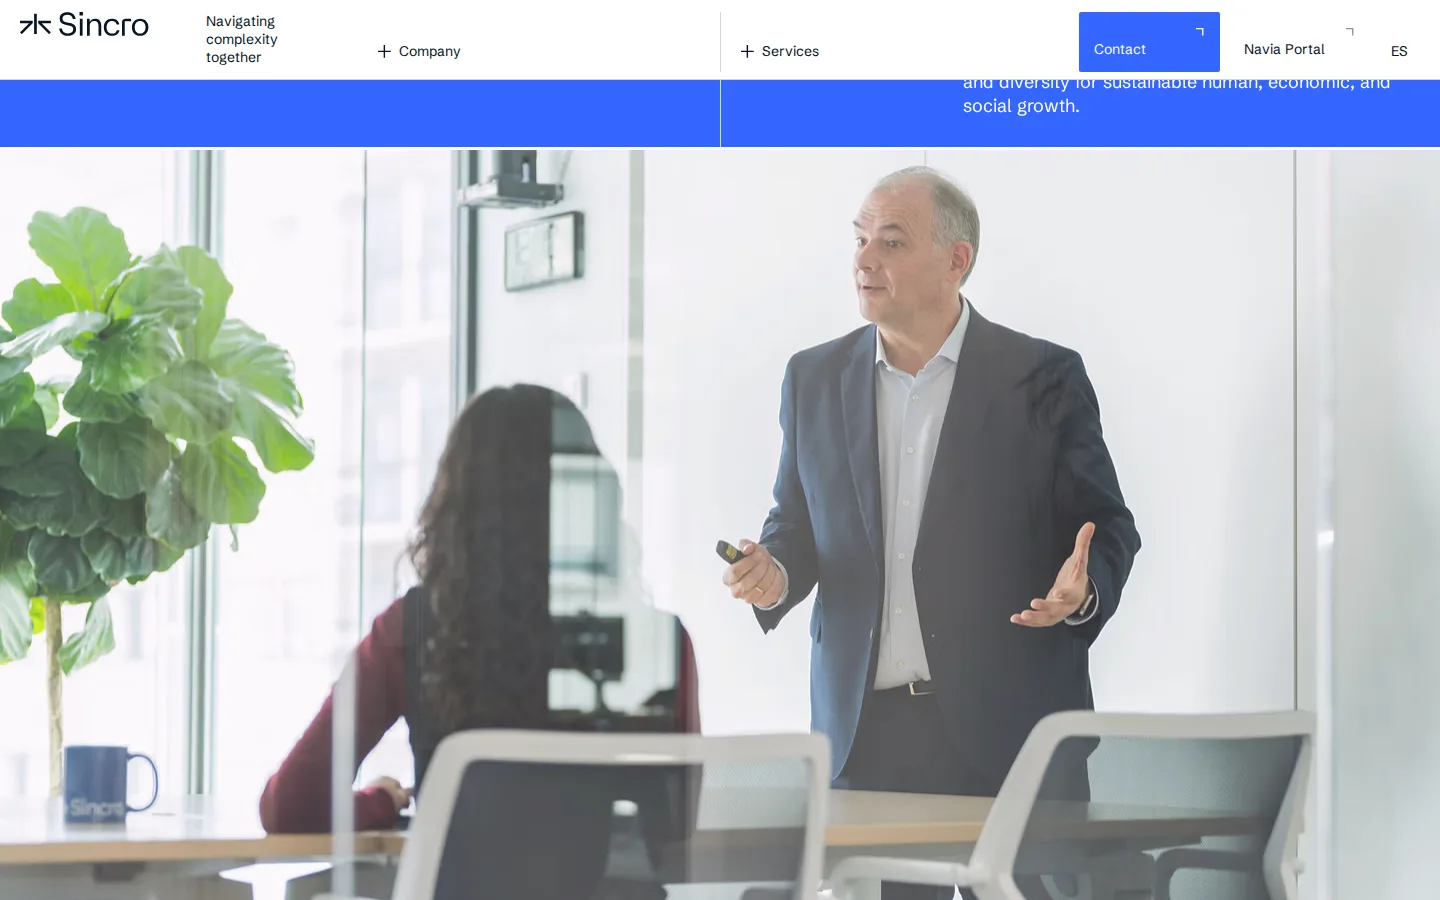 Sincro
Navigating
complexity
together
Company
Services
Contact
Navia Portal
ES
and diversity for sustainable human, economic, and
social growth.
Sincro